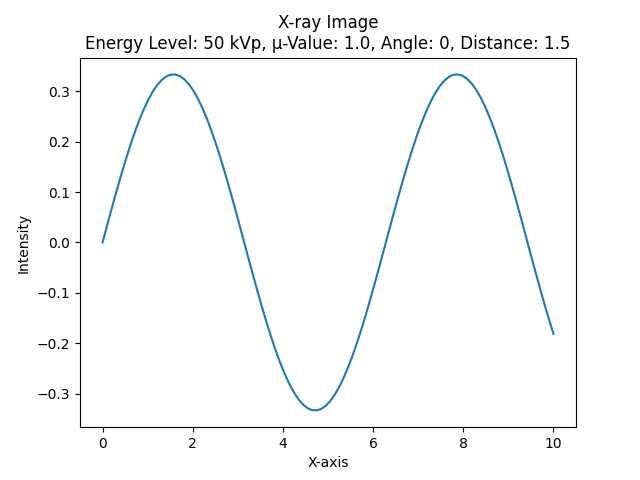 X-ray Image
Energy Level: 50 kVp, μ-Value: 1.0, Angle: 0, Distance: 1.5
0.3
0.2
0.1
0.0
−0.1
−0.2
−0.3
Intensity
0 2 4 6 8 10
X-axis